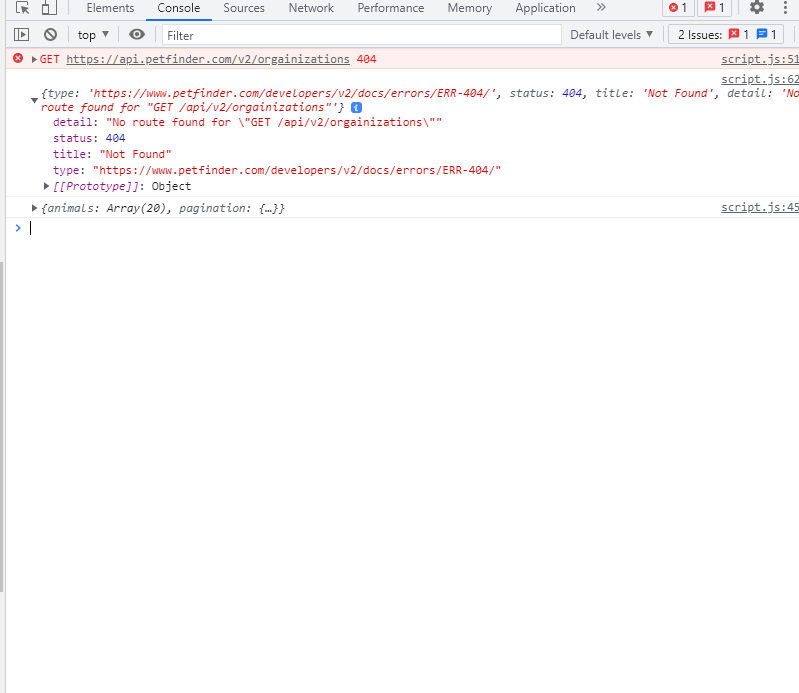 Elements Console Sources Network Performance Memory Application » 1 1
top ▼ Filter Default levels ▼ 2 Issues: 1 1
GET https://api.petfinder.com/v2/orgainizations 404 script.js:51
script.js:62
{type: 'https://www.petfinder.com/developers/v2/docs/errors/ERR-404/', status: 404, title: 'Not Found', detail: 'No
route found for "GET /api/v2/orgainizations"'} i
detail: "No route found for \"GET /api/v2/orgainizations\""
status: 404
title: "Not Found"
type: "https://www.petfinder.com/developers/v2/docs/errors/ERR-404/"
[[Prototype]]: Object
{animals: Array(20), pagination: {…}} script.js:45